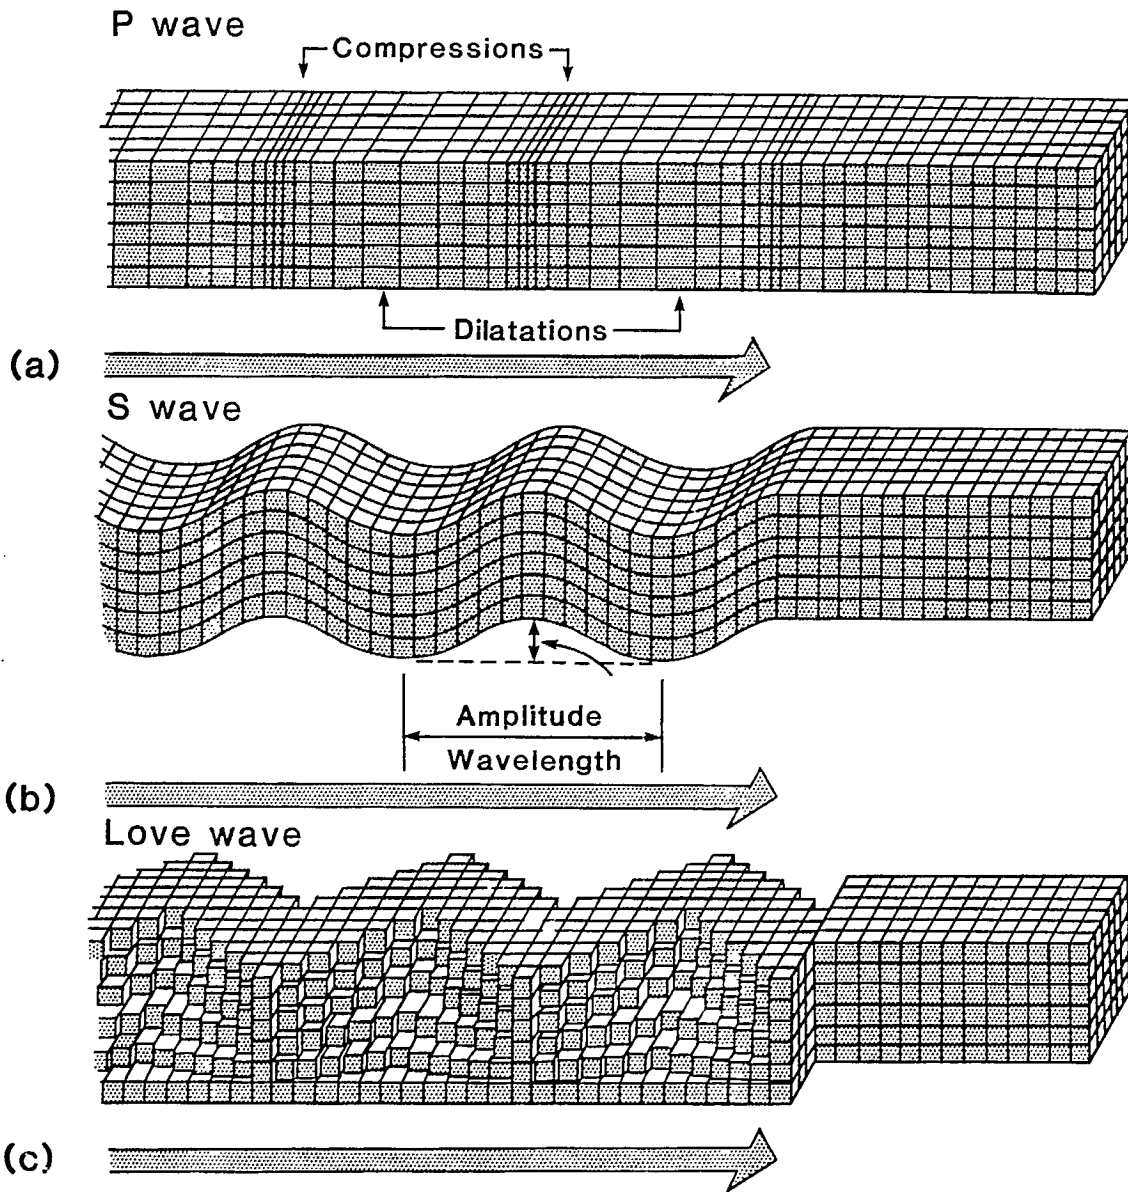 P wave
Compressions
Dilatations
(a)
S wave
Amplitude
Wavelength
(b)
Love wave
(c)